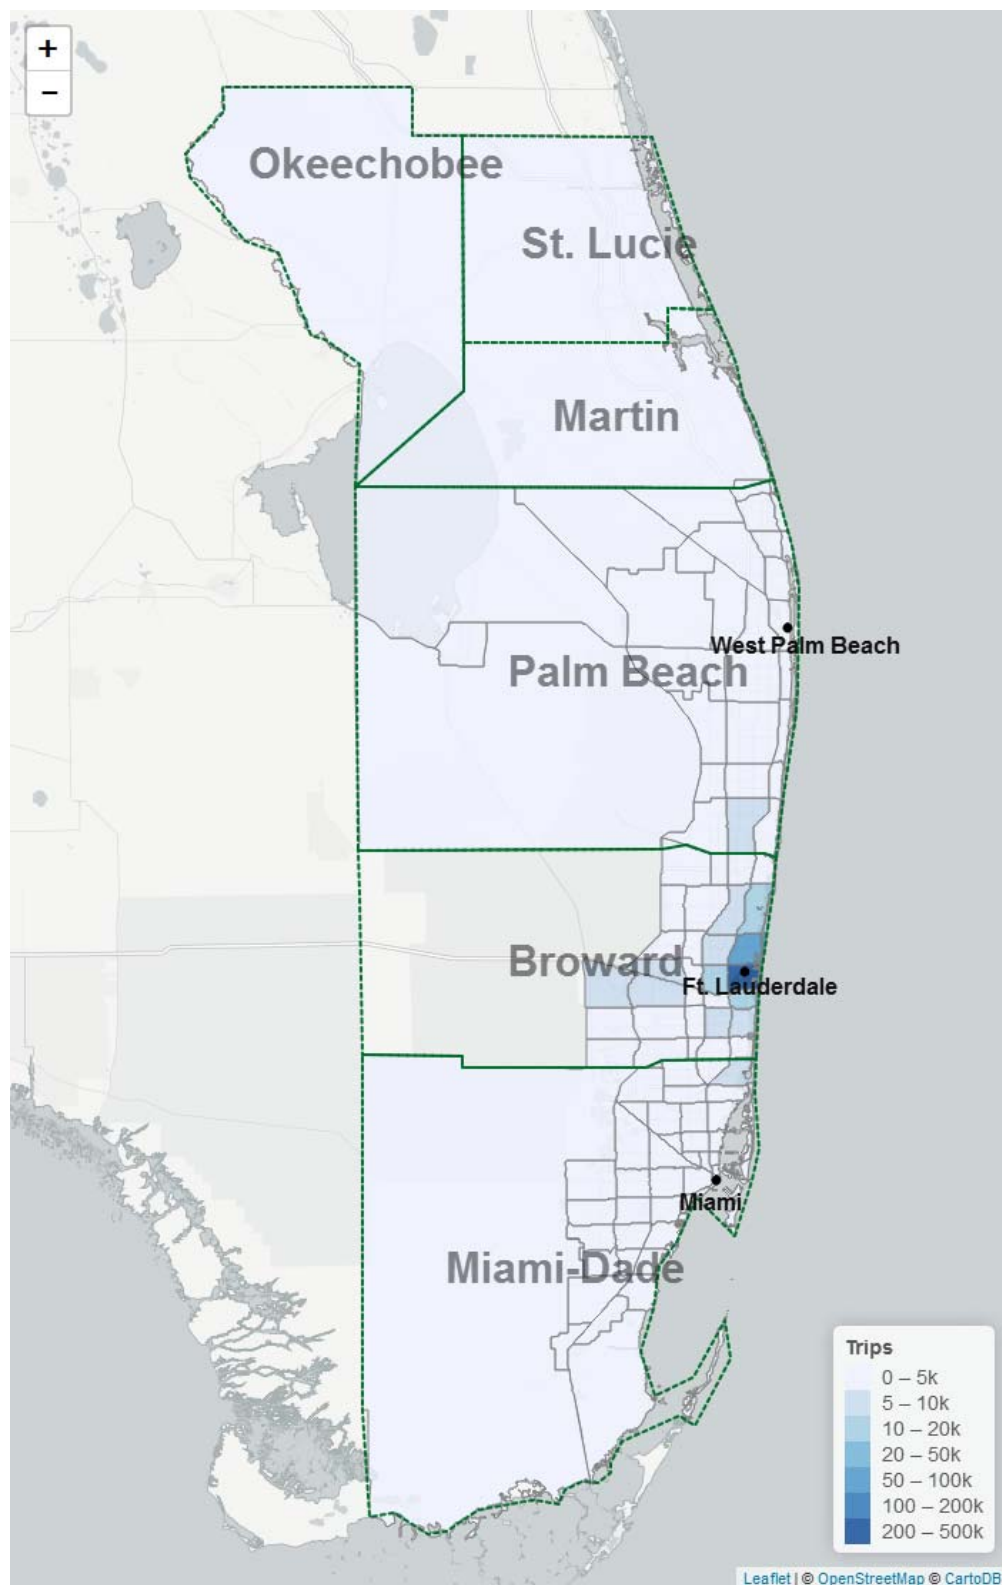 +
−
Okeechobee
St. Lucie
Martin
West Palm Beach
Palm Beach
Broward
Ft. Lauderdale
Miami
Miami-Dade
Trips
0 – 5k
5 – 10k
10 – 20k
20 – 50k
50 – 100k
100 – 200k
200 – 500k
Leaflet | © OpenStreetMap © CartoDB